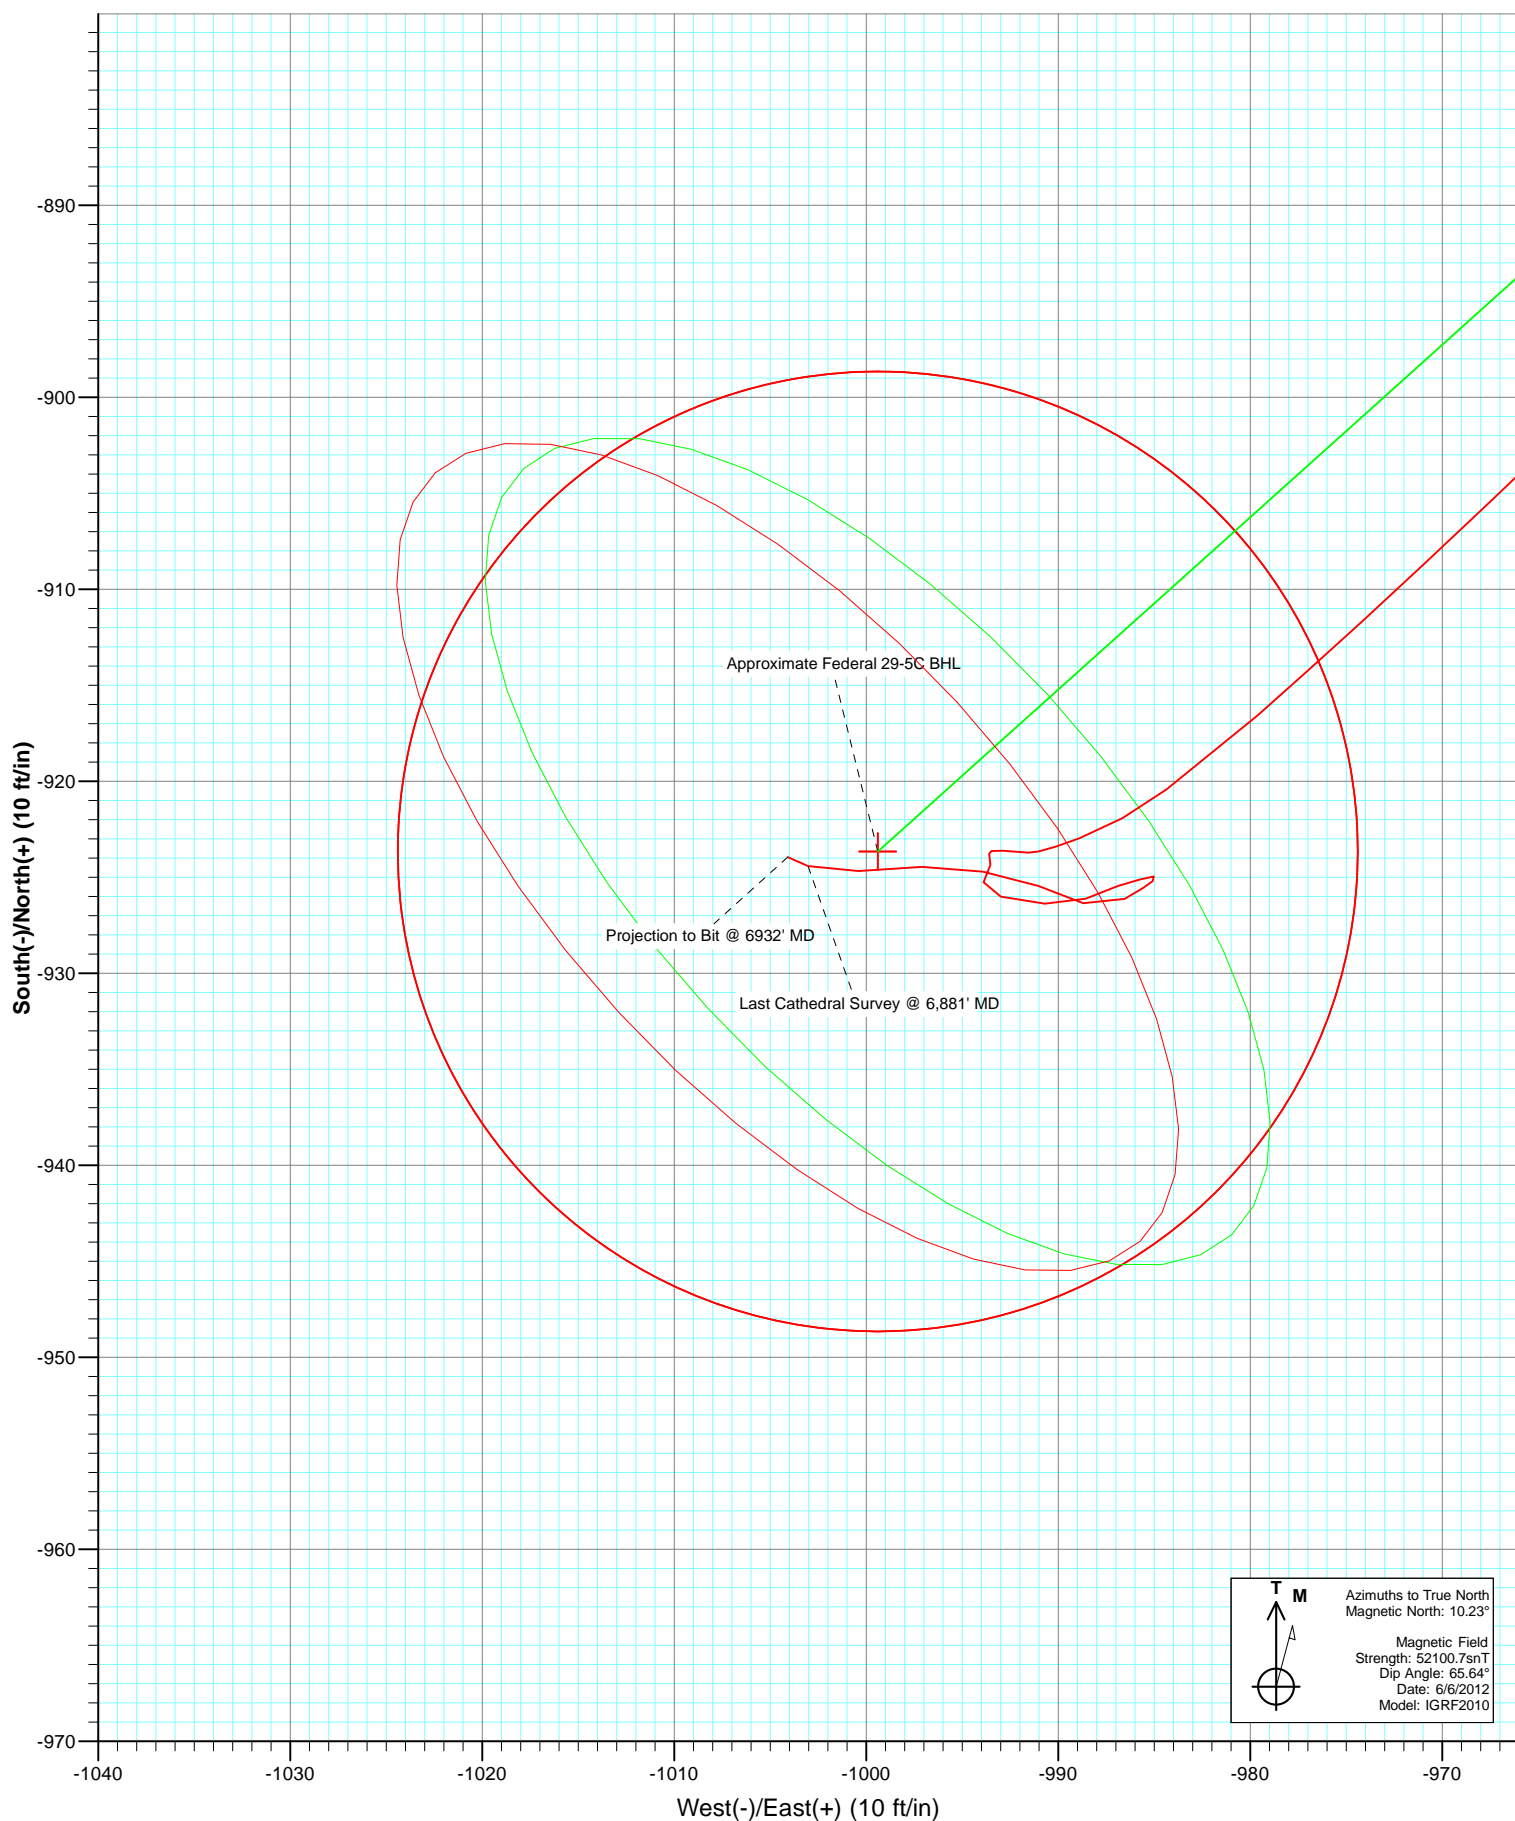 -890
-900
-910
Approximate Federal 29-5C BHL
-920
South(-)/North(+) (10 ft/in)
Projection to Bit @ 6932' MD
-930
Last Cathedral Survey @ 6,881' MD
-940
-950
-960
T M
Azimuths to True North
Magnetic North: 10.23°
Magnetic Field
Strength: 52100.7snT
Dip Angle: 65.64°
Date: 6/6/2012
Model: IGRF2010
-970
-1040 -1030 -1020 -1010 -1000 -990 -980 -970
West(-)/East(+) (10 ft/in)